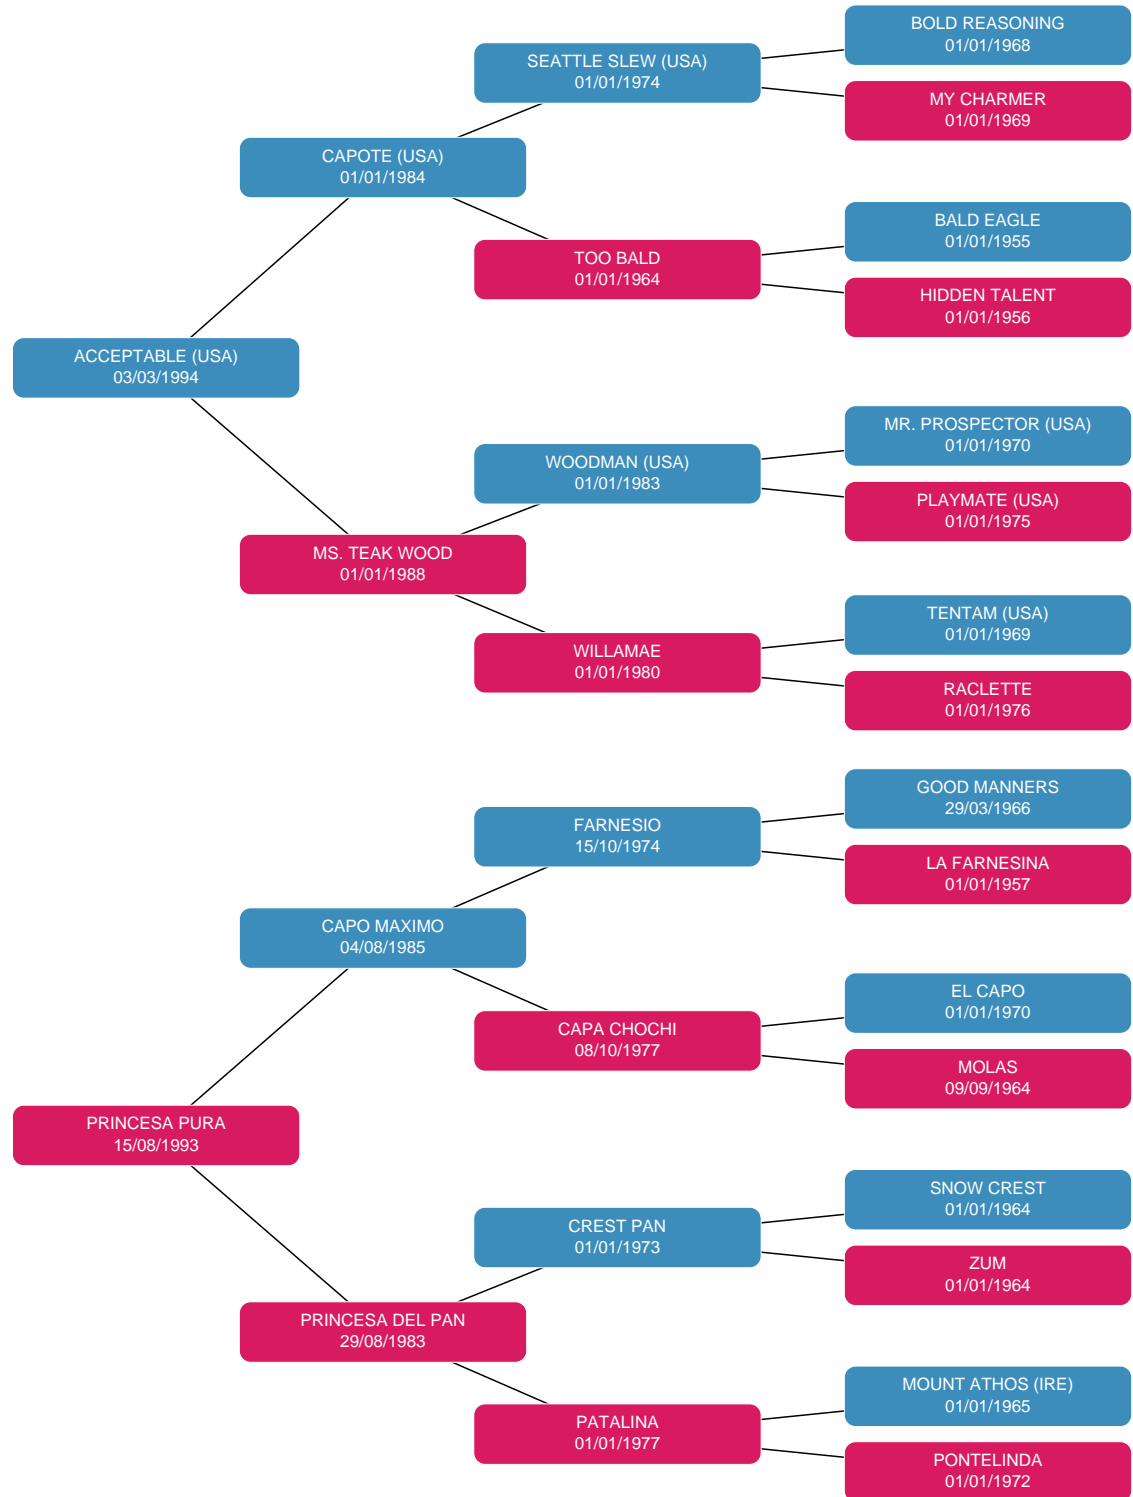 BOLD REASONING
01/01/1968
SEATTLE SLEW (USA)
01/01/1974
MY CHARMER
01/01/1969
CAPOTE (USA)
01/01/1984
BALD EAGLE
01/01/1955
TOO BALD
01/01/1964
HIDDEN TALENT
01/01/1956
ACCEPTABLE (USA)
03/03/1994
MR. PROSPECTOR (USA)
01/01/1970
WOODMAN (USA)
01/01/1983
PLAYMATE (USA)
01/01/1975
MS. TEAK WOOD
01/01/1988
TENTAM (USA)
01/01/1969
WILLAMAE
01/01/1980
RACLETTE
01/01/1976
GOOD MANNERS
29/03/1966
FARNESIO
15/10/1974
LA FARNESINA
01/01/1957
CAPO MAXIMO
04/08/1985
EL CAPO
01/01/1970
CAPA CHOCHI
08/10/1977
MOLAS
09/09/1964
PRINCESA PURA
15/08/1993
SNOW CREST
01/01/1964
CREST PAN
01/01/1973
ZUM
01/01/1964
PRINCESA DEL PAN
29/08/1983
MOUNT ATHOS (IRE)
01/01/1965
PATALINA
01/01/1977
PONTELINDA
01/01/1972